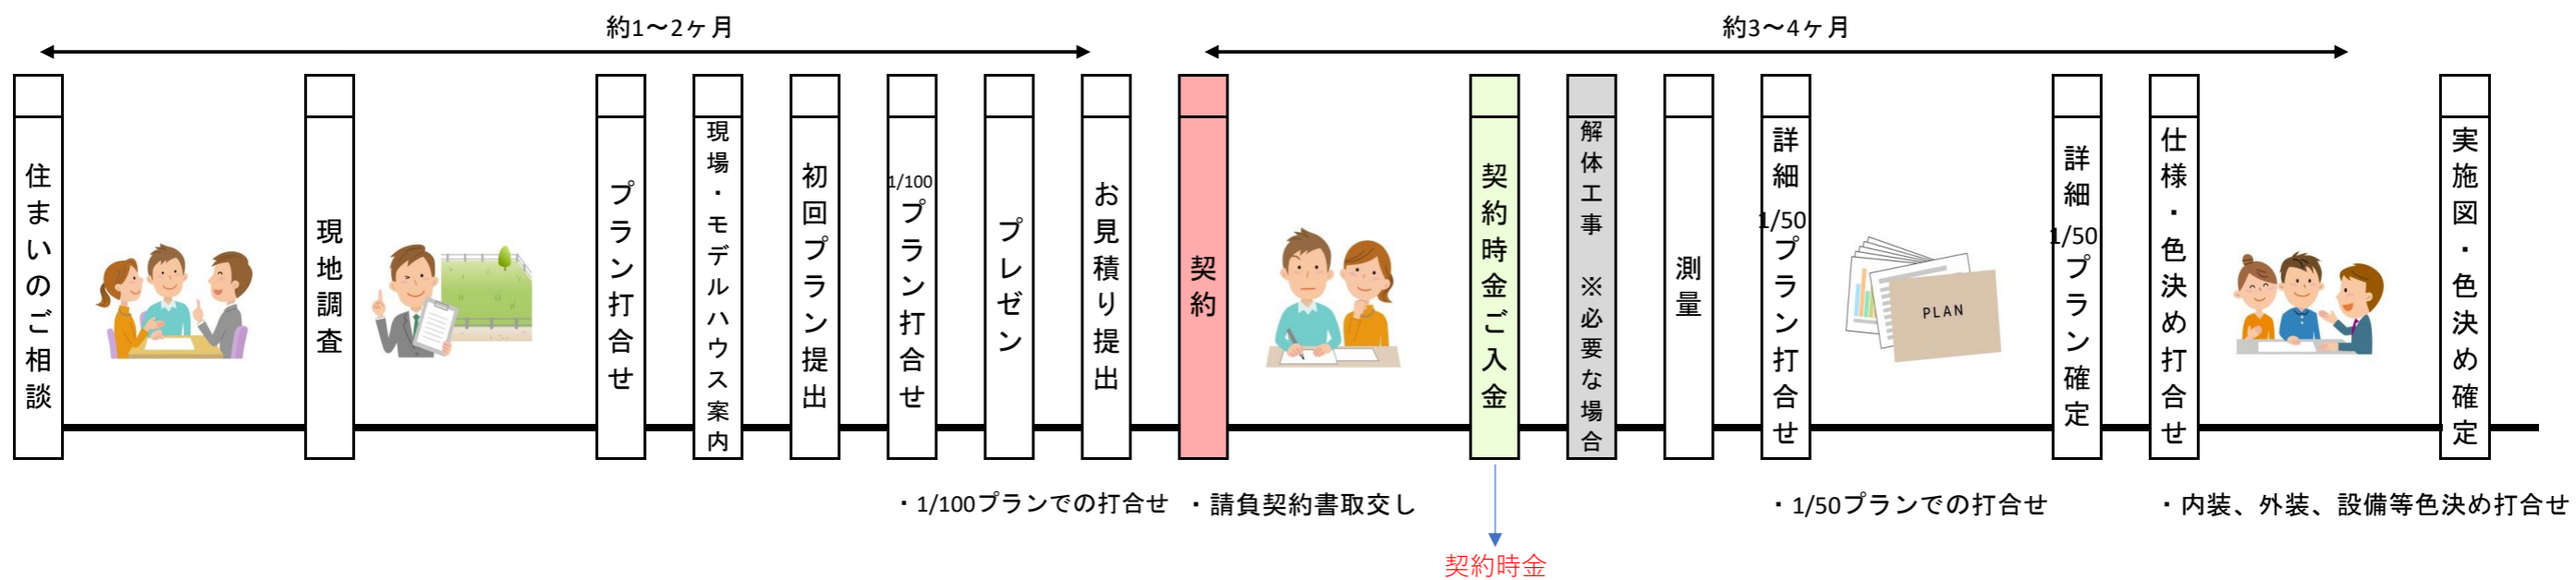 約1～2ヶ月
約3～4ヶ月
住まいのご相談
現地調査
プラン打合せ
現場・モデルハウス案内
初回プラン提出
1/100プラン打合せ
プレゼン
お見積り提出
契約
契約時金ご入金
解体工事　※必要な場合
測量
詳細1/50プラン打合せ
PLAN
詳細1/50プラン確定
仕様・色決め打合せ
実施図・色決め確定
・1/100プランでの打合せ
・請負契約書取交し
・1/50プランでの打合せ
・内装、外装、設備等色決め打合せ
契約時金